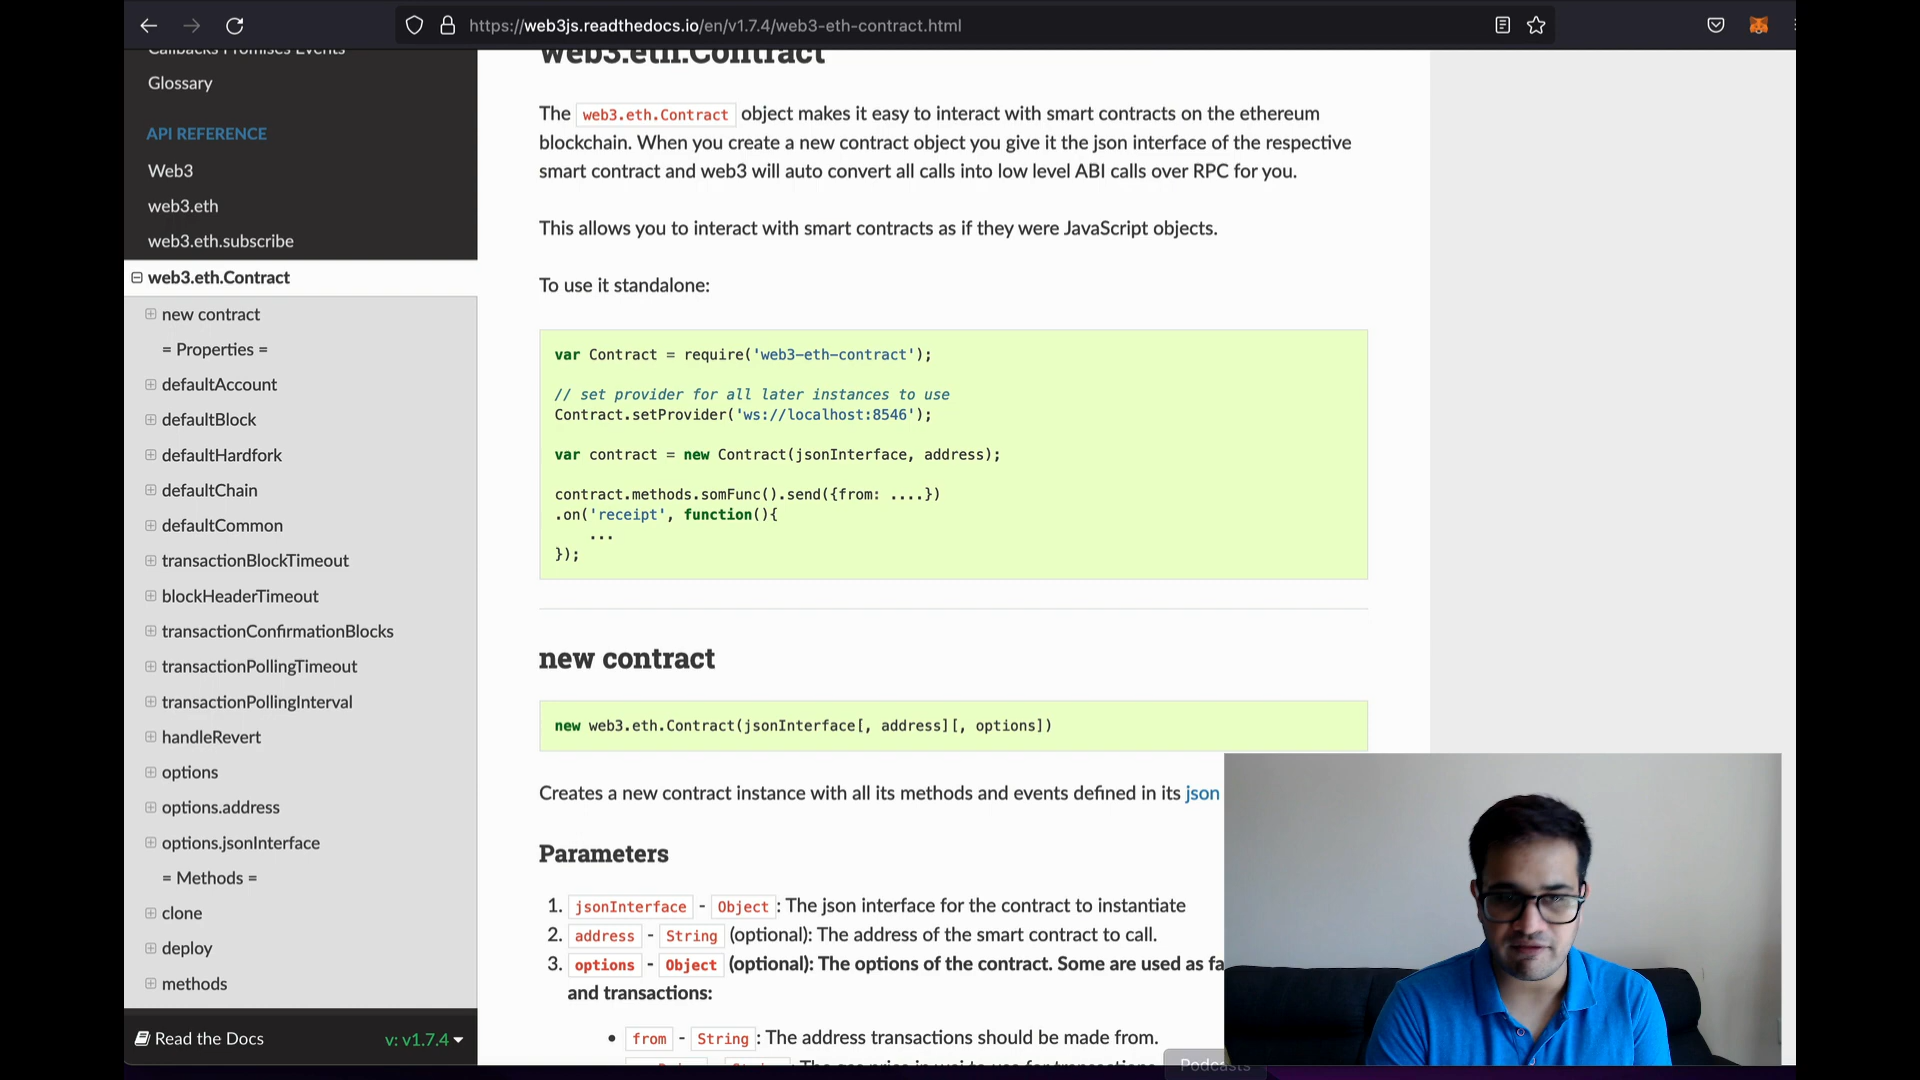 https://web3js.readthedocs.io/en/v1.7.4/web3-eth-contract.html
Callbacks Promises Events
Glossary
API REFERENCE
Web3
web3.eth
web3.eth.subscribe
web3.eth.Contract
new contract
= Properties =
defaultAccount
defaultBlock
defaultHardfork
defaultChain
defaultCommon
transactionBlockTimeout
blockHeaderTimeout
transactionConfirmationBlocks
transactionPollingTimeout
transactionPollingInterval
handleRevert
options
options.address
options.jsonInterface
= Methods =
clone
deploy
methods
Read the Docs
v: v1.7.4
web3.eth.Contract
The web3.eth.Contract object makes it easy to interact with smart contracts on the ethereum
blockchain. When you create a new contract object you give it the json interface of the respective
smart contract and web3 will auto convert all calls into low level ABI calls over RPC for you.
This allows you to interact with smart contracts as if they were JavaScript objects.
To use it standalone:
var Contract = require('web3-eth-contract');
// set provider for all later instances to use
Contract.setProvider('ws://localhost:8546');
var contract = new Contract(jsonInterface, address);
contract.methods.somFunc().send({from: ....})
.on('receipt', function(){
...
});
new contract
new web3.eth.Contract(jsonInterface[, address][, options])
Creates a new contract instance with all its methods and events defined in its json
Parameters
1. jsonInterface - Object: The json interface for the contract to instantiate
2. address - String (optional): The address of the smart contract to call.
3. options - Object (optional): The options of the contract. Some are used as fa
and transactions:
• from - String: The address transactions should be made from.
Podcasts